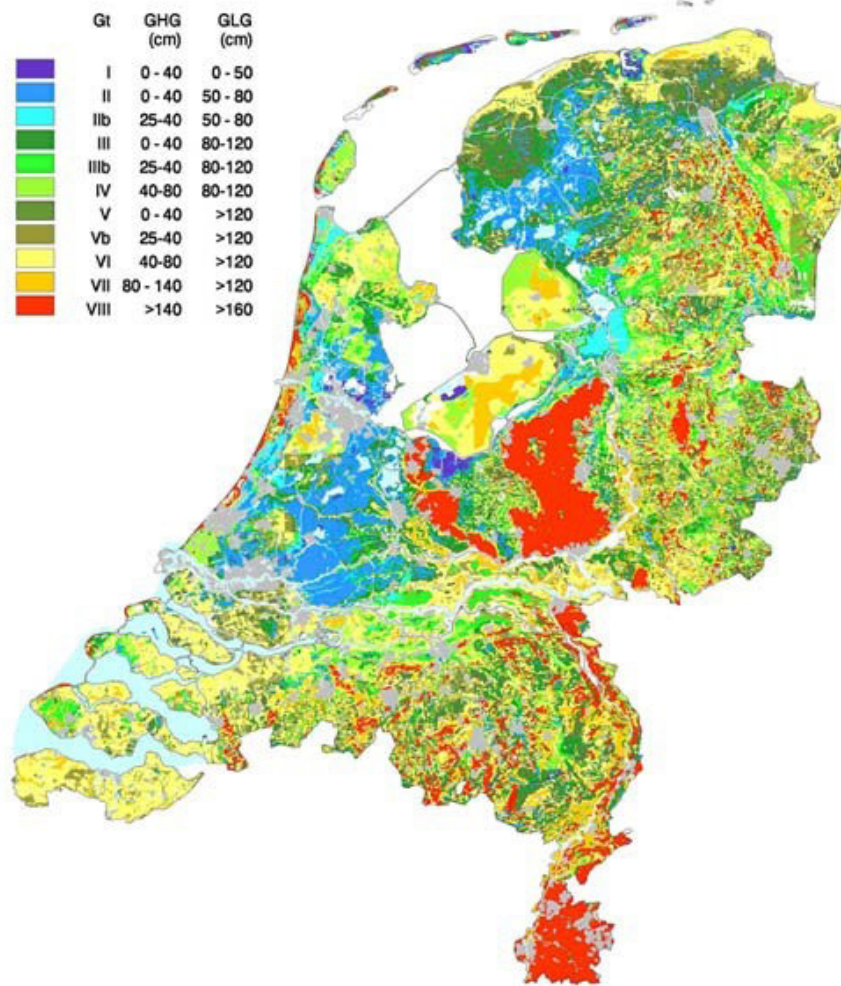 Gt GHG GLG
(cm) (cm)
I 0 - 40 0 - 50
II 0 - 40 50 - 80
IIb 25-40 50 - 80
III 0 - 40 80-120
IIIb 25-40 80-120
IV 40-80 80-120
V 0 - 40 >120
Vb 25-40 >120
VI 40-80 >120
VII 80 - 140 >120
VIII >140 >160